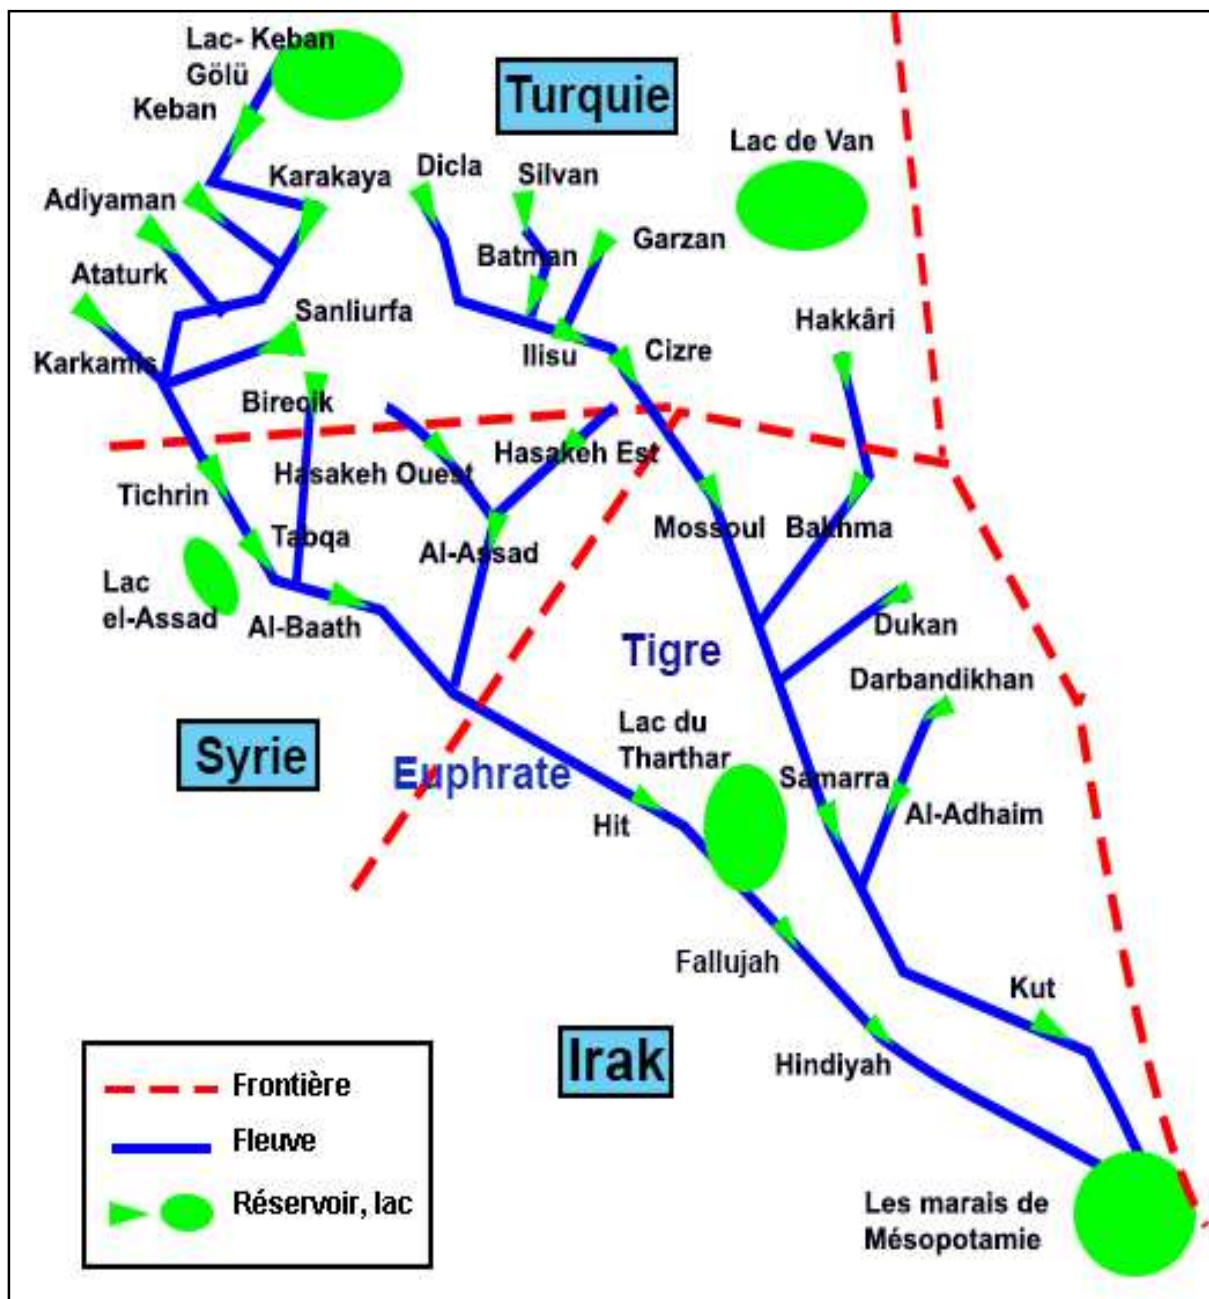 Lac- Keban
Gölü
Keban
Turquie
Lac de Van
Dicla
Silvan
Karakaya
Adiyaman
Garzan
Batman
Ataturk
Sanliurfa
Hakkâri
Karkamis
Ilisu
Cizre
Birecik
Hasakeh Ouest
Hasakeh Est
Tichrin
Mossoul
Bakhma
Tabqa
Al-Assad
Lac
el-Assad
Al-Baath
Dukan
Tigre
Darbandikhan
Lac du
Tharthar
Syrie
Euphrate
Samarra
Al-Adhaim
Hit
Fallujah
Kut
Irak
Hindiyah
Frontière
Fleuve
Réservoir, lac
Les marais de
Mésopotamie